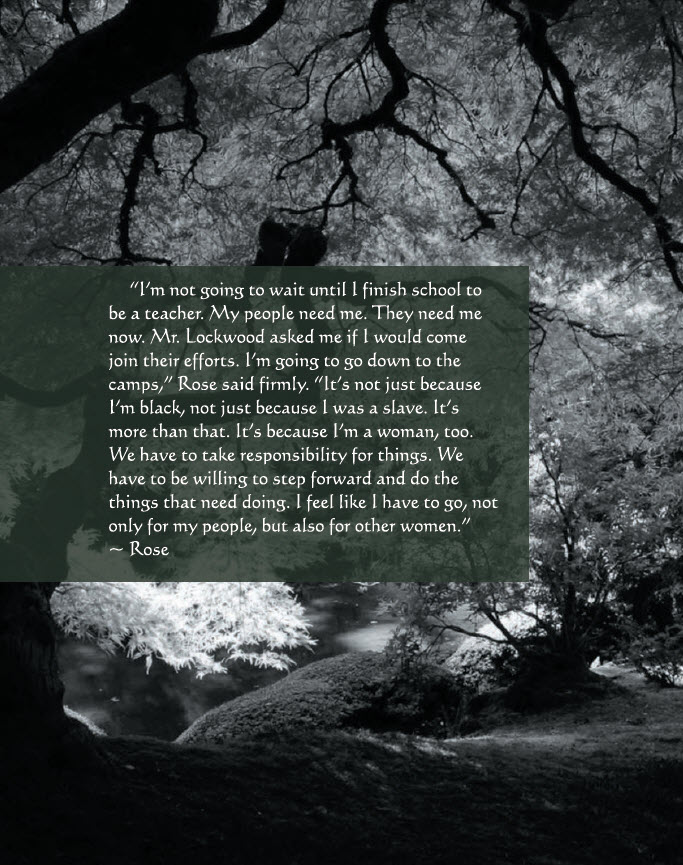 “I’m not going to wait until I finish school to
be a teacher. My people need me. They need me
now. Mr. Lockwood asked me if I would come
join their efforts. I’m going to go down to the
camps,” Rose said firmly. “It’s not just because
I’m black, not just because I was a slave. It’s
more than that. It’s because I’m a woman, too.
We have to take responsibility for things. We
have to be willing to step forward and do the
things that need doing. I feel like I have to go, not
only for my people, but also for other women.”
~ Rose